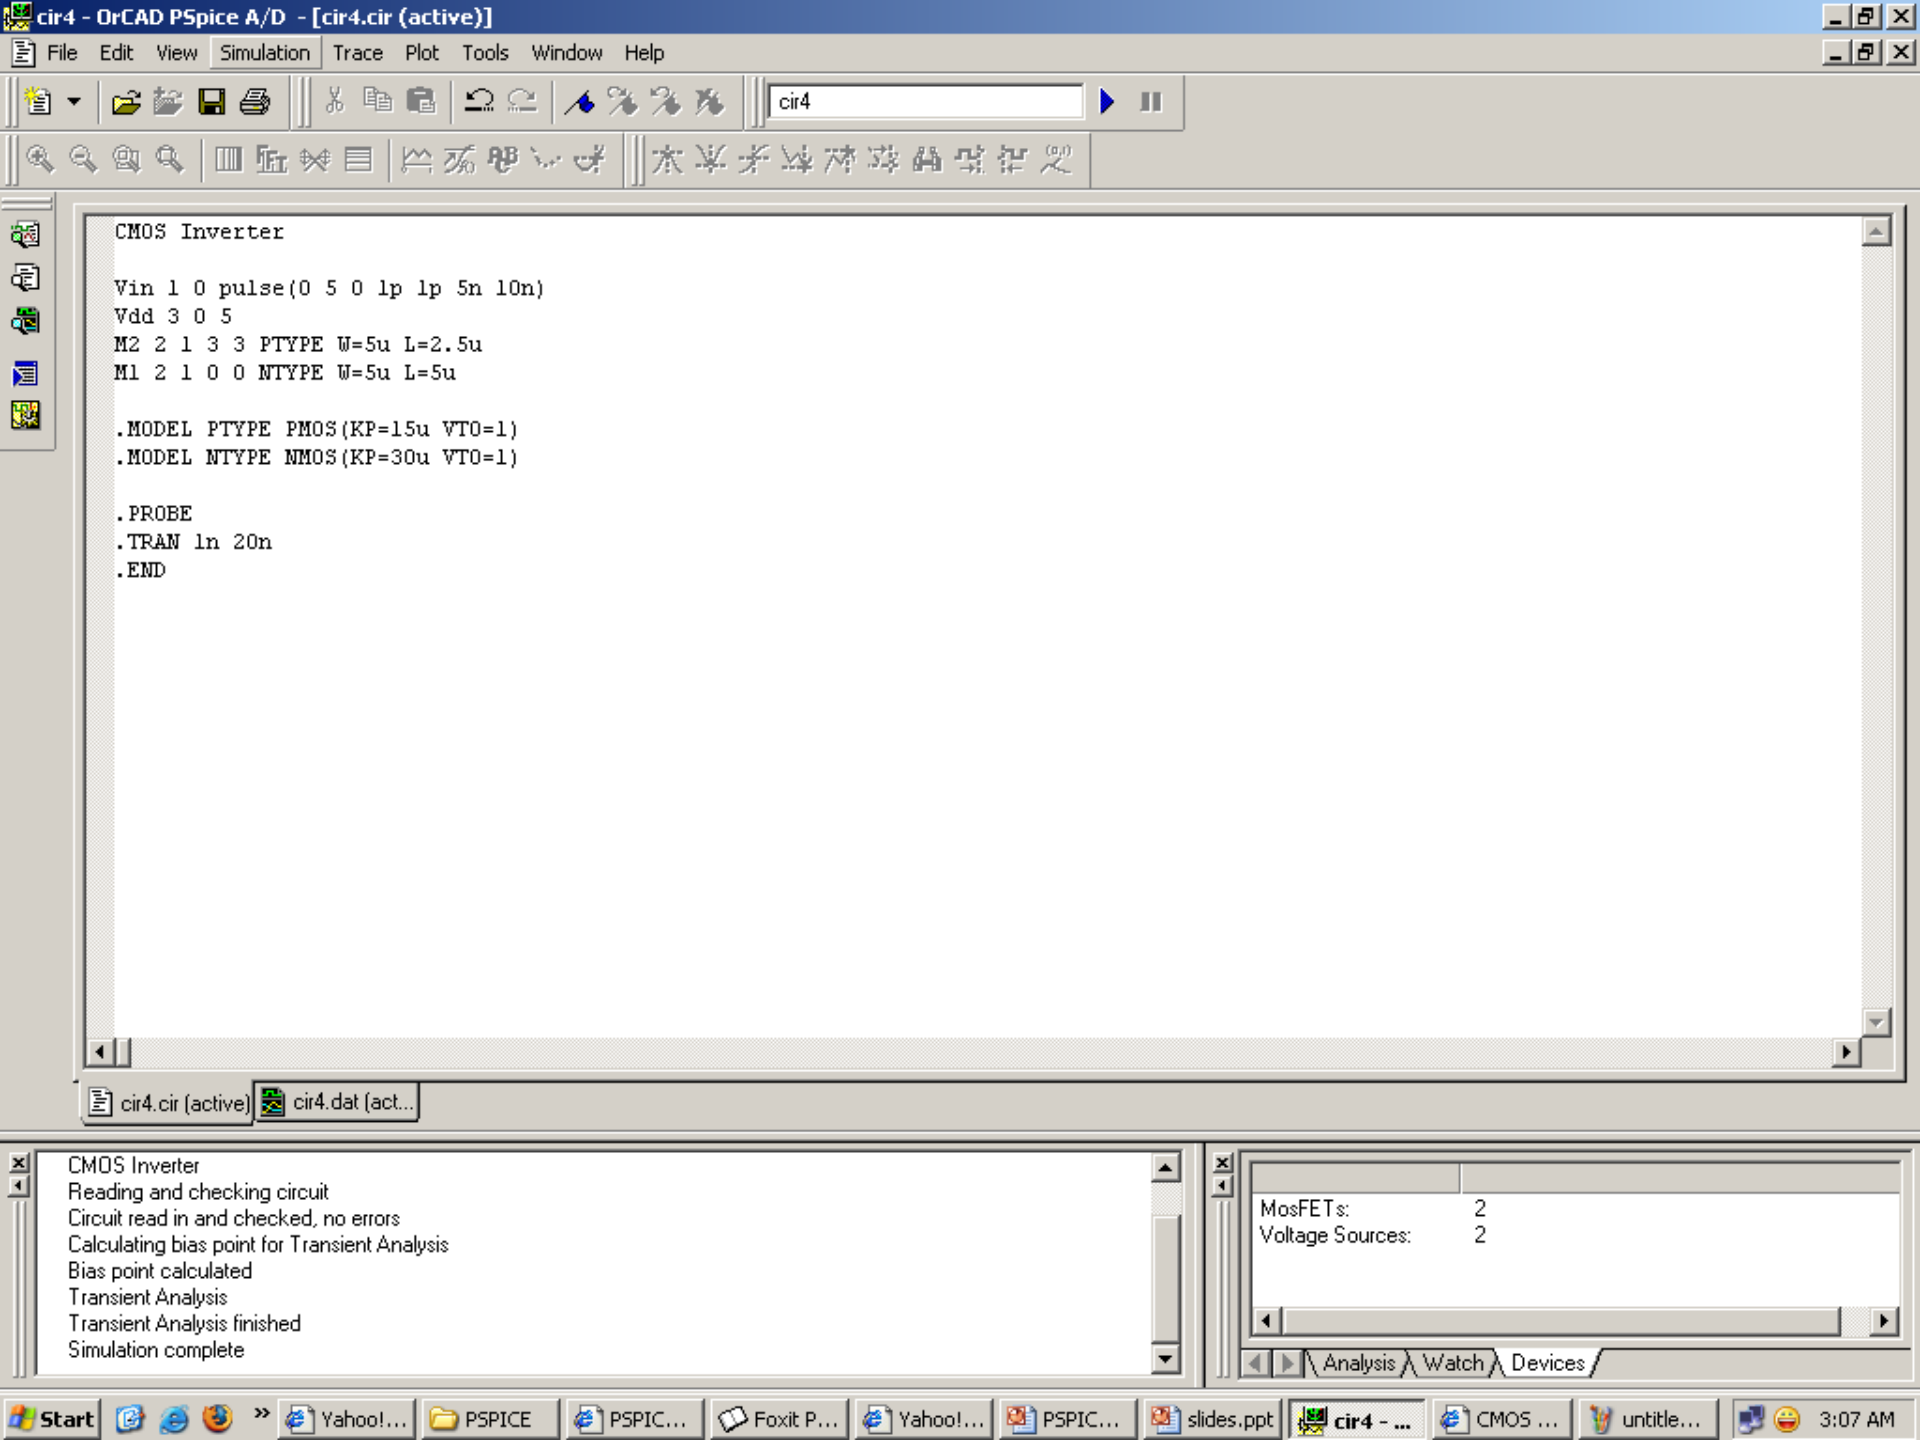 cir4 - OrCAD PSpice A/D - [cir4.cir (active)]
File Edit View Simulation Trace Plot Tools Window Help
cir4
CMOS Inverter
Vin 1 0 pulse(0 5 0 1p 1p 5n 10n)
Vdd 3 0 5
M2 2 1 3 3 PTYPE W=5u L=2.5u
M1 2 1 0 0 NTYPE W=5u L=5u
.MODEL PTYPE PMOS(KP=15u VTO=1)
.MODEL NTYPE NMOS(KP=30u VTO=1)
.PROBE
.TRAN 1n 20n
.END
cir4.cir (active) cir4.dat (act...
CMOS Inverter
Reading and checking circuit
Circuit read in and checked, no errors
Calculating bias point for Transient Analysis
Bias point calculated
Transient Analysis
Transient Analysis finished
Simulation complete
MosFETs: 2
Voltage Sources: 2
Analysis Watch Devices
Start » Yahoo!... PSPICE PSPIC... Foxit P... Yahoo!... PSPIC... slides.ppt cir4 - ... CMOS ... untitle... 3:07 AM